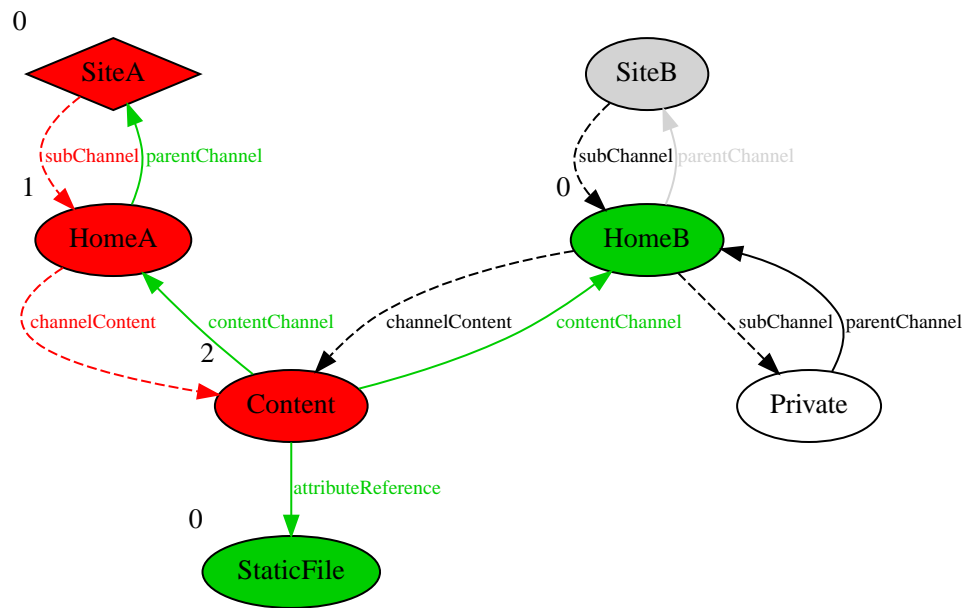 0
SiteA
SiteB
subChannel
parentChannel
subChannel
parentChannel
1
0
HomeA
HomeB
channelContent
contentChannel
channelContent
contentChannel
subChannel
parentChannel
2
Content
Private
attributeReference
0
StaticFile